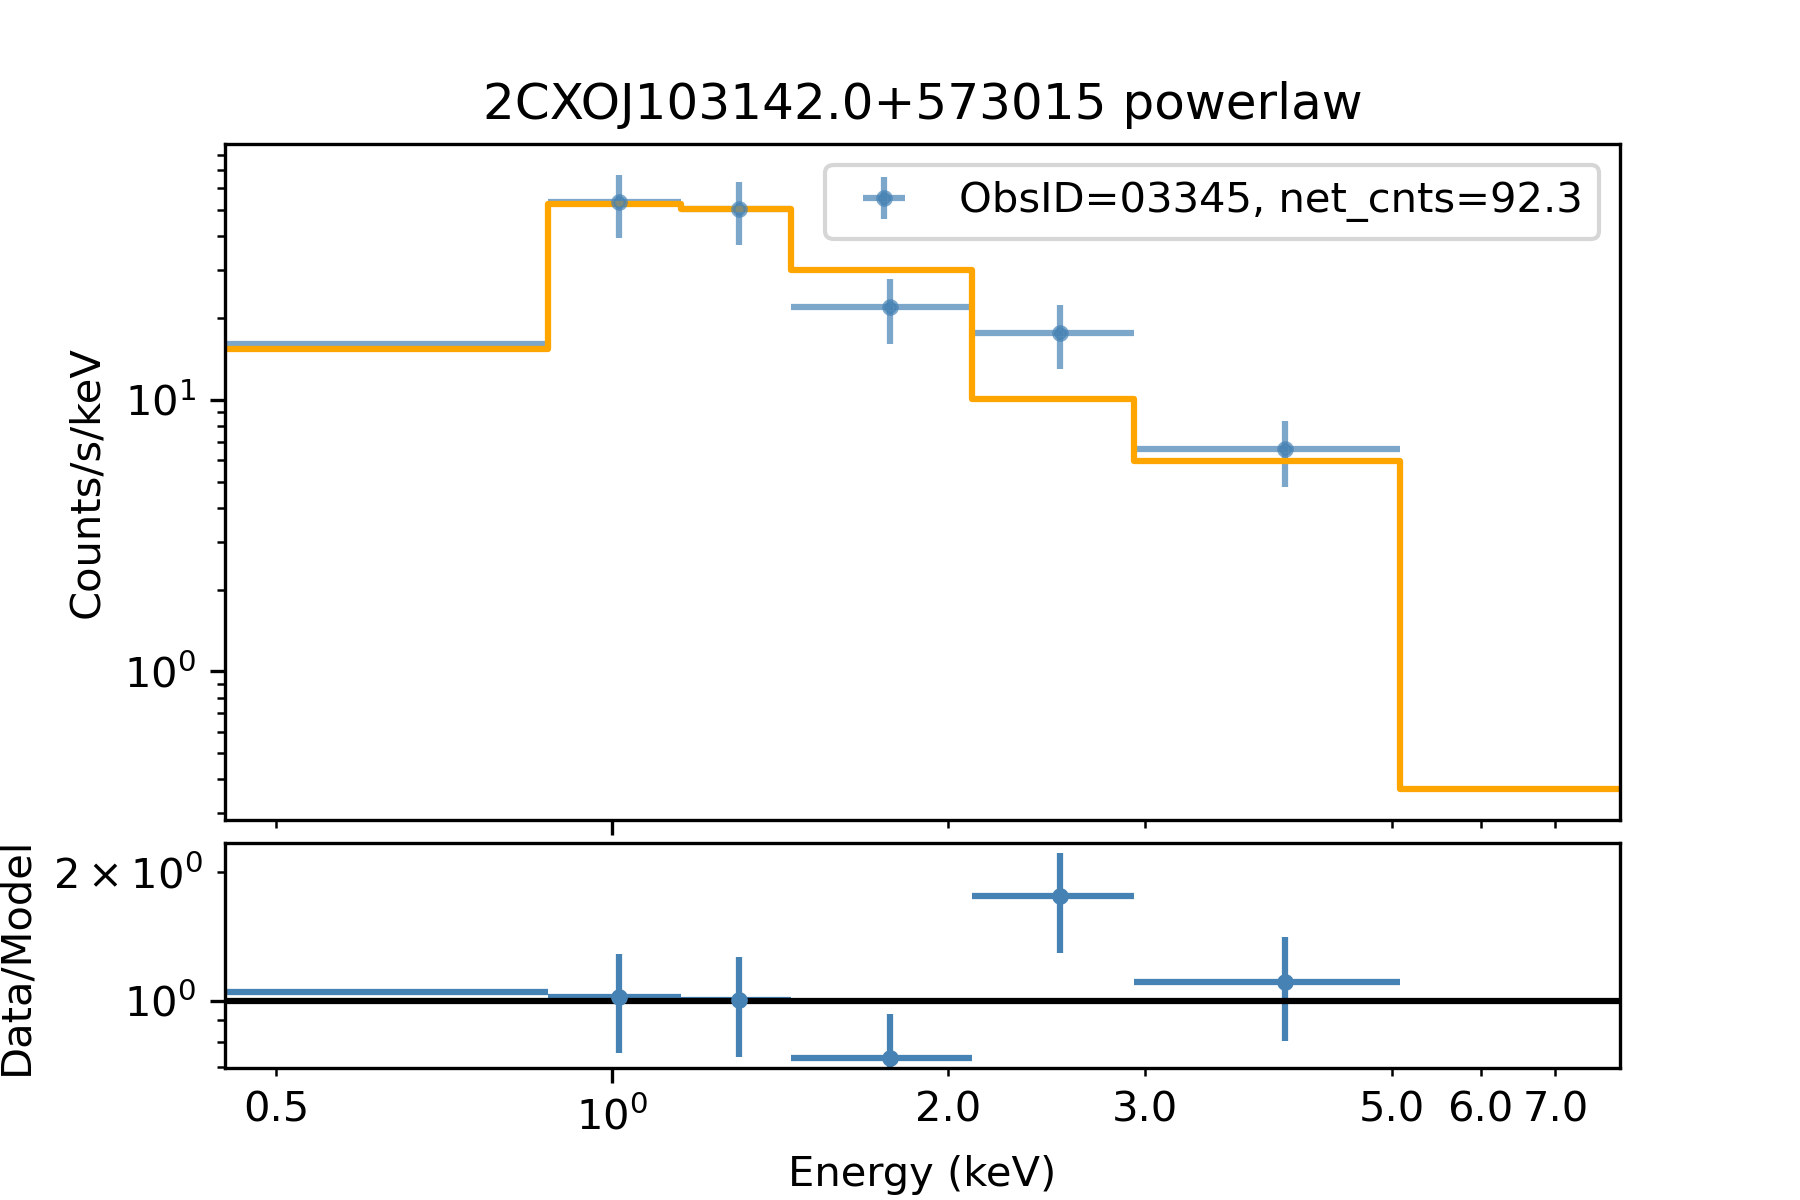 2CXOJ103142.0+573015 powerlaw
ObsID=03345, net_cnts=92.3
Counts/s/keV
10¹
10⁰
Data/Model
2 × 10⁰
10⁰
0.5 10⁰ 2.0 3.0 5.0 6.0 7.0
Energy (keV)